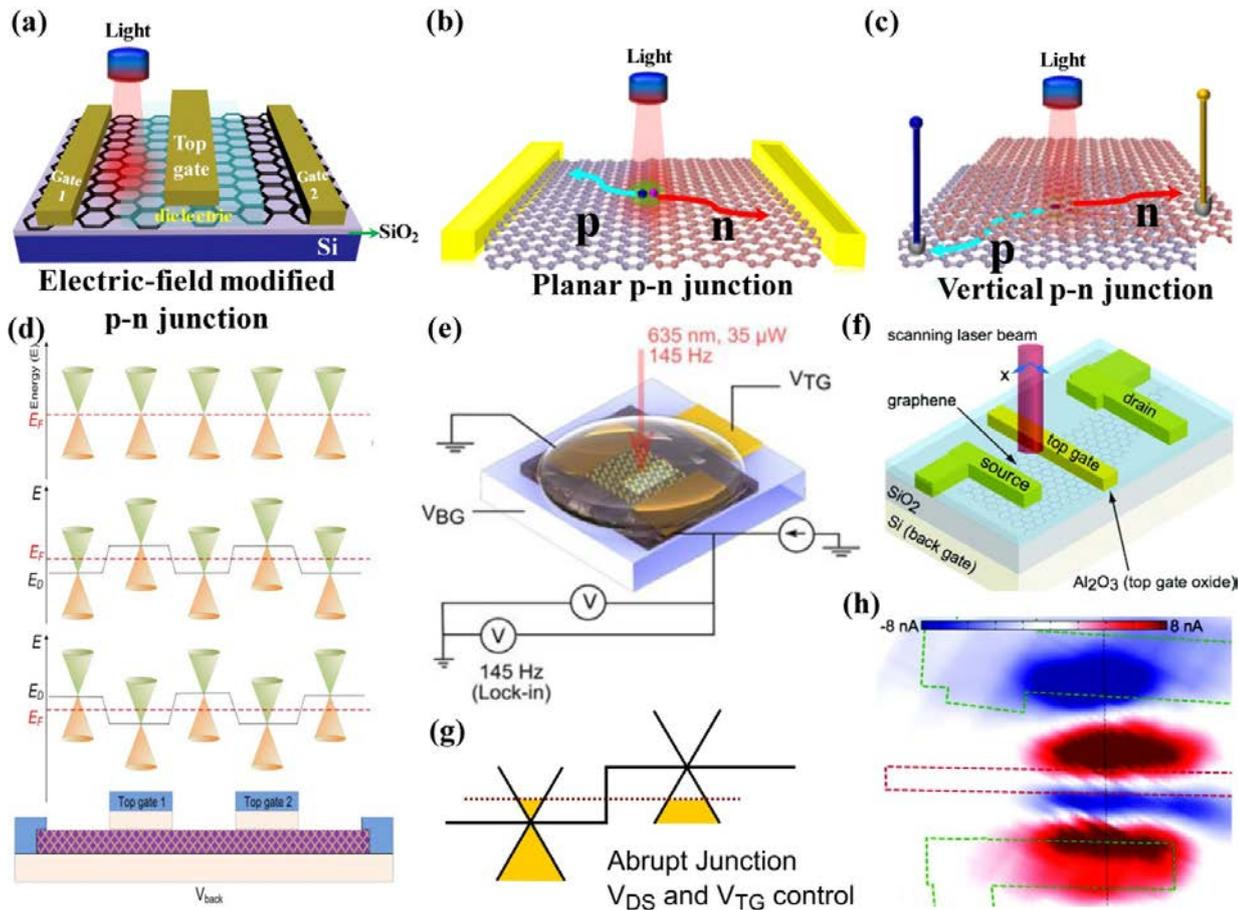 (a)
Light
Gate 1
Top gate
Gate 2
dielectric
SiO2
Si
Electric-field modified
p-n junction
(b)
Light
p
n
Planar p-n junction
(c)
Light
p
n
Vertical p-n junction
(d)
Energy (E)
EF
E
EF
ED
E
ED
EF
Top gate 1
Top gate 2
Vback
(e)
635 nm, 35 μW
145 Hz
VTG
VBG
V
V
145 Hz
(Lock-in)
(f)
scanning laser beam
x
graphene
drain
top gate
source
SiO2
Si (back gate)
Al2O3 (top gate oxide)
(g)
Abrupt Junction
VDS and VTG control
(h)
-8 nA
8 nA